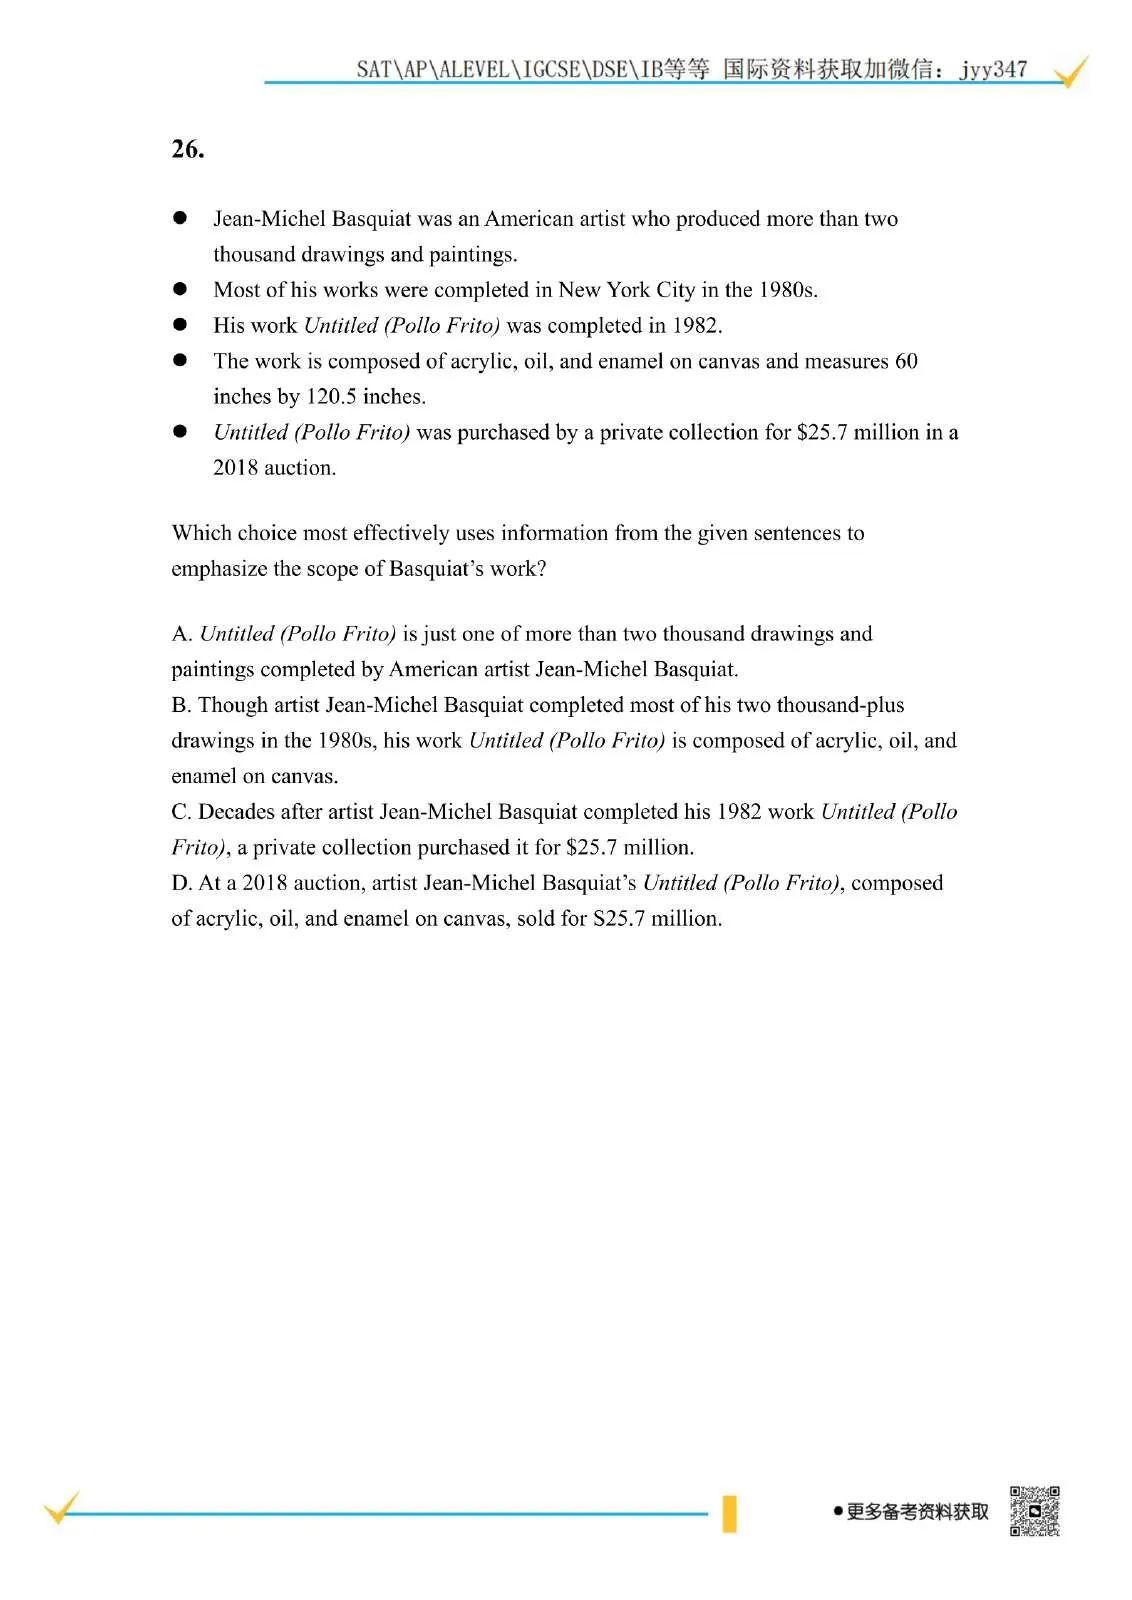 SAT\AP\ALEVEL\IGCSE\DSE\IB等等 国际资料获取加微信：jyy347
26.
● Jean-Michel Basquiat was an American artist who produced more than two
thousand drawings and paintings.
● Most of his works were completed in New York City in the 1980s.
● His work Untitled (Pollo Frito) was completed in 1982.
● The work is composed of acrylic, oil, and enamel on canvas and measures 60
inches by 120.5 inches.
● Untitled (Pollo Frito) was purchased by a private collection for $25.7 million in a
2018 auction.
Which choice most effectively uses information from the given sentences to
emphasize the scope of Basquiat’s work?
A. Untitled (Pollo Frito) is just one of more than two thousand drawings and
paintings completed by American artist Jean-Michel Basquiat.
B. Though artist Jean-Michel Basquiat completed most of his two thousand-plus
drawings in the 1980s, his work Untitled (Pollo Frito) is composed of acrylic, oil, and
enamel on canvas.
C. Decades after artist Jean-Michel Basquiat completed his 1982 work Untitled (Pollo
Frito), a private collection purchased it for $25.7 million.
D. At a 2018 auction, artist Jean-Michel Basquiat’s Untitled (Pollo Frito), composed
of acrylic, oil, and enamel on canvas, sold for S25.7 million.
●更多备考资料获取